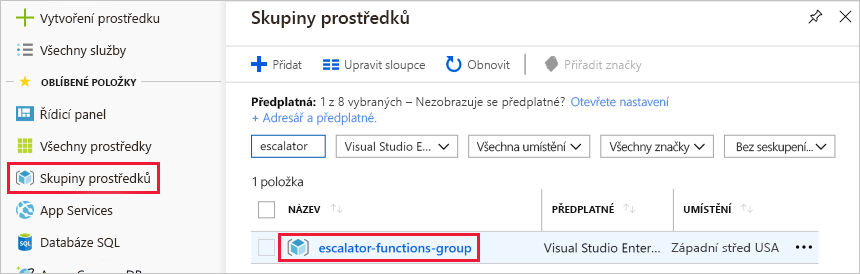 Vytvoření prostředku
Všechny služby
OBLÍBENÉ POLOŽKY
Řídicí panel
Všechny prostředky
Skupiny prostředků
App Services
Databáze SQL
Skupiny prostředků
Přidat
Upravit sloupce
Obnovit
Přiřadit značky
Předplatná: 1 z 8 vybraných – Nezobrazuje se předplatné? Otevřete nastavení
+ Adresář a předplatné.
escalator
Visual Studio E...
Všechna umístění
Všechny značky
Bez seskupení...
1 položka
NÁZEV
PŘEDPLATNÉ
UMÍSTĚNÍ
escalator-functions-group
Visual Studio Enter...
Západní střed USA